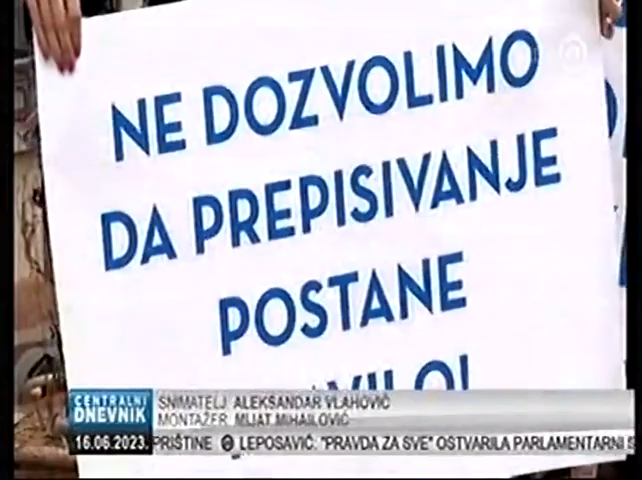 NE DOZVOLIMO
DA PREPISIVANJE
POSTANE
CENTRALNI
DNEVNIK
SNIMATELJ: ALEKSANDAR VLAHOVIĆ
MONTAŽER: MIJAT MIHAILOVIĆ
16.06.2023. PRIŠTINE LEPOSAVIĆ: "PRAVDA ZA SVE" OSTVARILA PARLAMENTARNI S